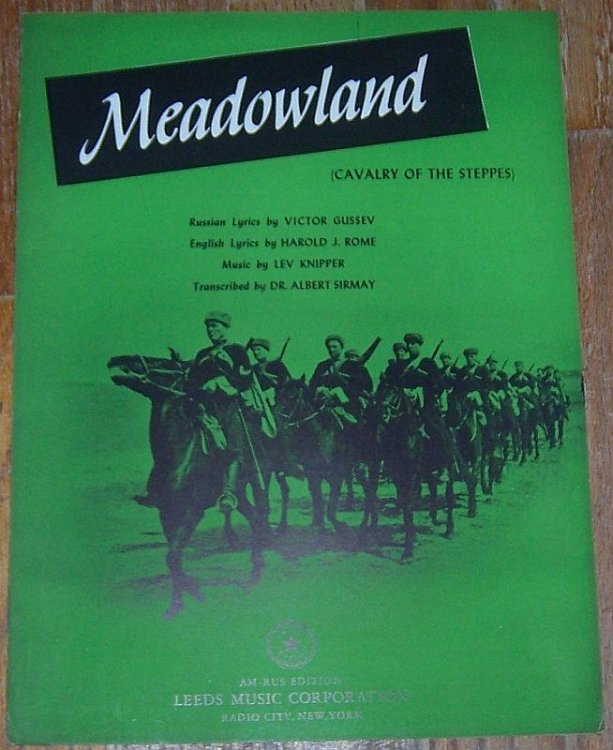 Meadowland
(CAVALRY OF THE STEPPES)
Russian Lyrics by VICTOR GUSSEV
English Lyrics by HAROLD J. ROME
Music by LEV KNIPPER
Transcribed by DR. ALBERT SIRMAY
AM-RUS EDITION
LEEDS MUSIC CORPORATION
RADIO CITY, NEW YORK